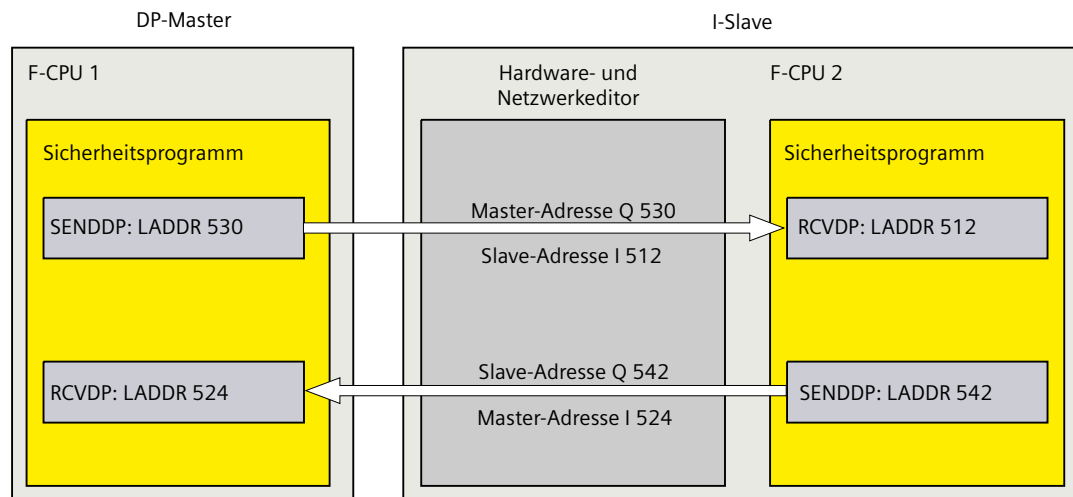 DP-Master
I-Slave
F-CPU 1
Hardware- und
Netzwerkeditor
F-CPU 2
Sicherheitsprogramm
Sicherheitsprogramm
SENDDP: LADDR 530
Master-Adresse Q 530
Slave-Adresse I 512
RCVDP: LADDR 512
RCVDP: LADDR 524
Slave-Adresse Q 542
Master-Adresse I 524
SENDDP: LADDR 542